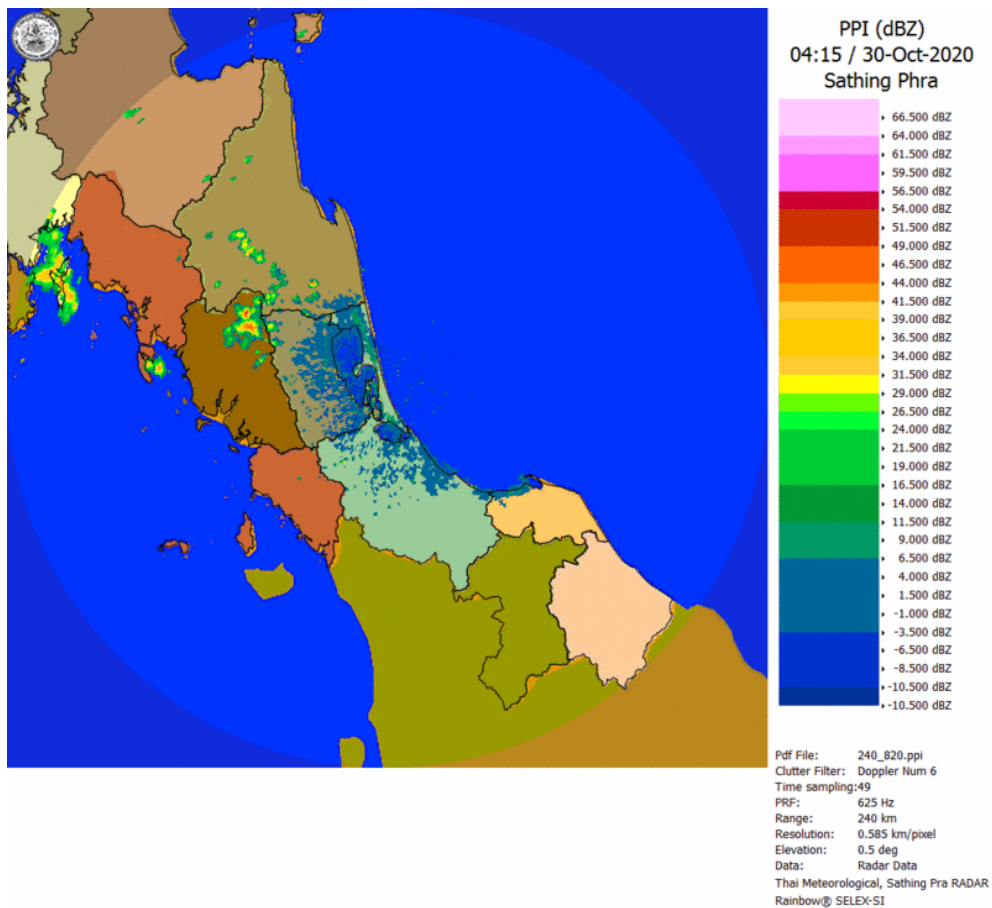 PPI (dBZ)
04:15 / 30-Oct-2020
Sathing Phra
66.500 dBZ
64.000 dBZ
61.500 dBZ
59.500 dBZ
56.500 dBZ
54.000 dBZ
51.500 dBZ
49.000 dBZ
46.500 dBZ
44.000 dBZ
41.500 dBZ
39.000 dBZ
36.500 dBZ
34.000 dBZ
31.500 dBZ
29.000 dBZ
26.500 dBZ
24.000 dBZ
21.500 dBZ
19.000 dBZ
16.500 dBZ
14.000 dBZ
11.500 dBZ
9.000 dBZ
6.500 dBZ
4.000 dBZ
1.500 dBZ
-1.000 dBZ
-3.500 dBZ
-6.500 dBZ
-8.500 dBZ
-10.500 dBZ
-10.500 dBZ
Pdf File: 240_820.ppi
Clutter Filter: Doppler Num 6
Time sampling:49
PRF: 625 Hz
Range: 240 km
Resolution: 0.585 km/pixel
Elevation: 0.5 deg
Data: Radar Data
Thai Meteorological, Sathing Pra RADAR
Rainbow® SELEX-SI